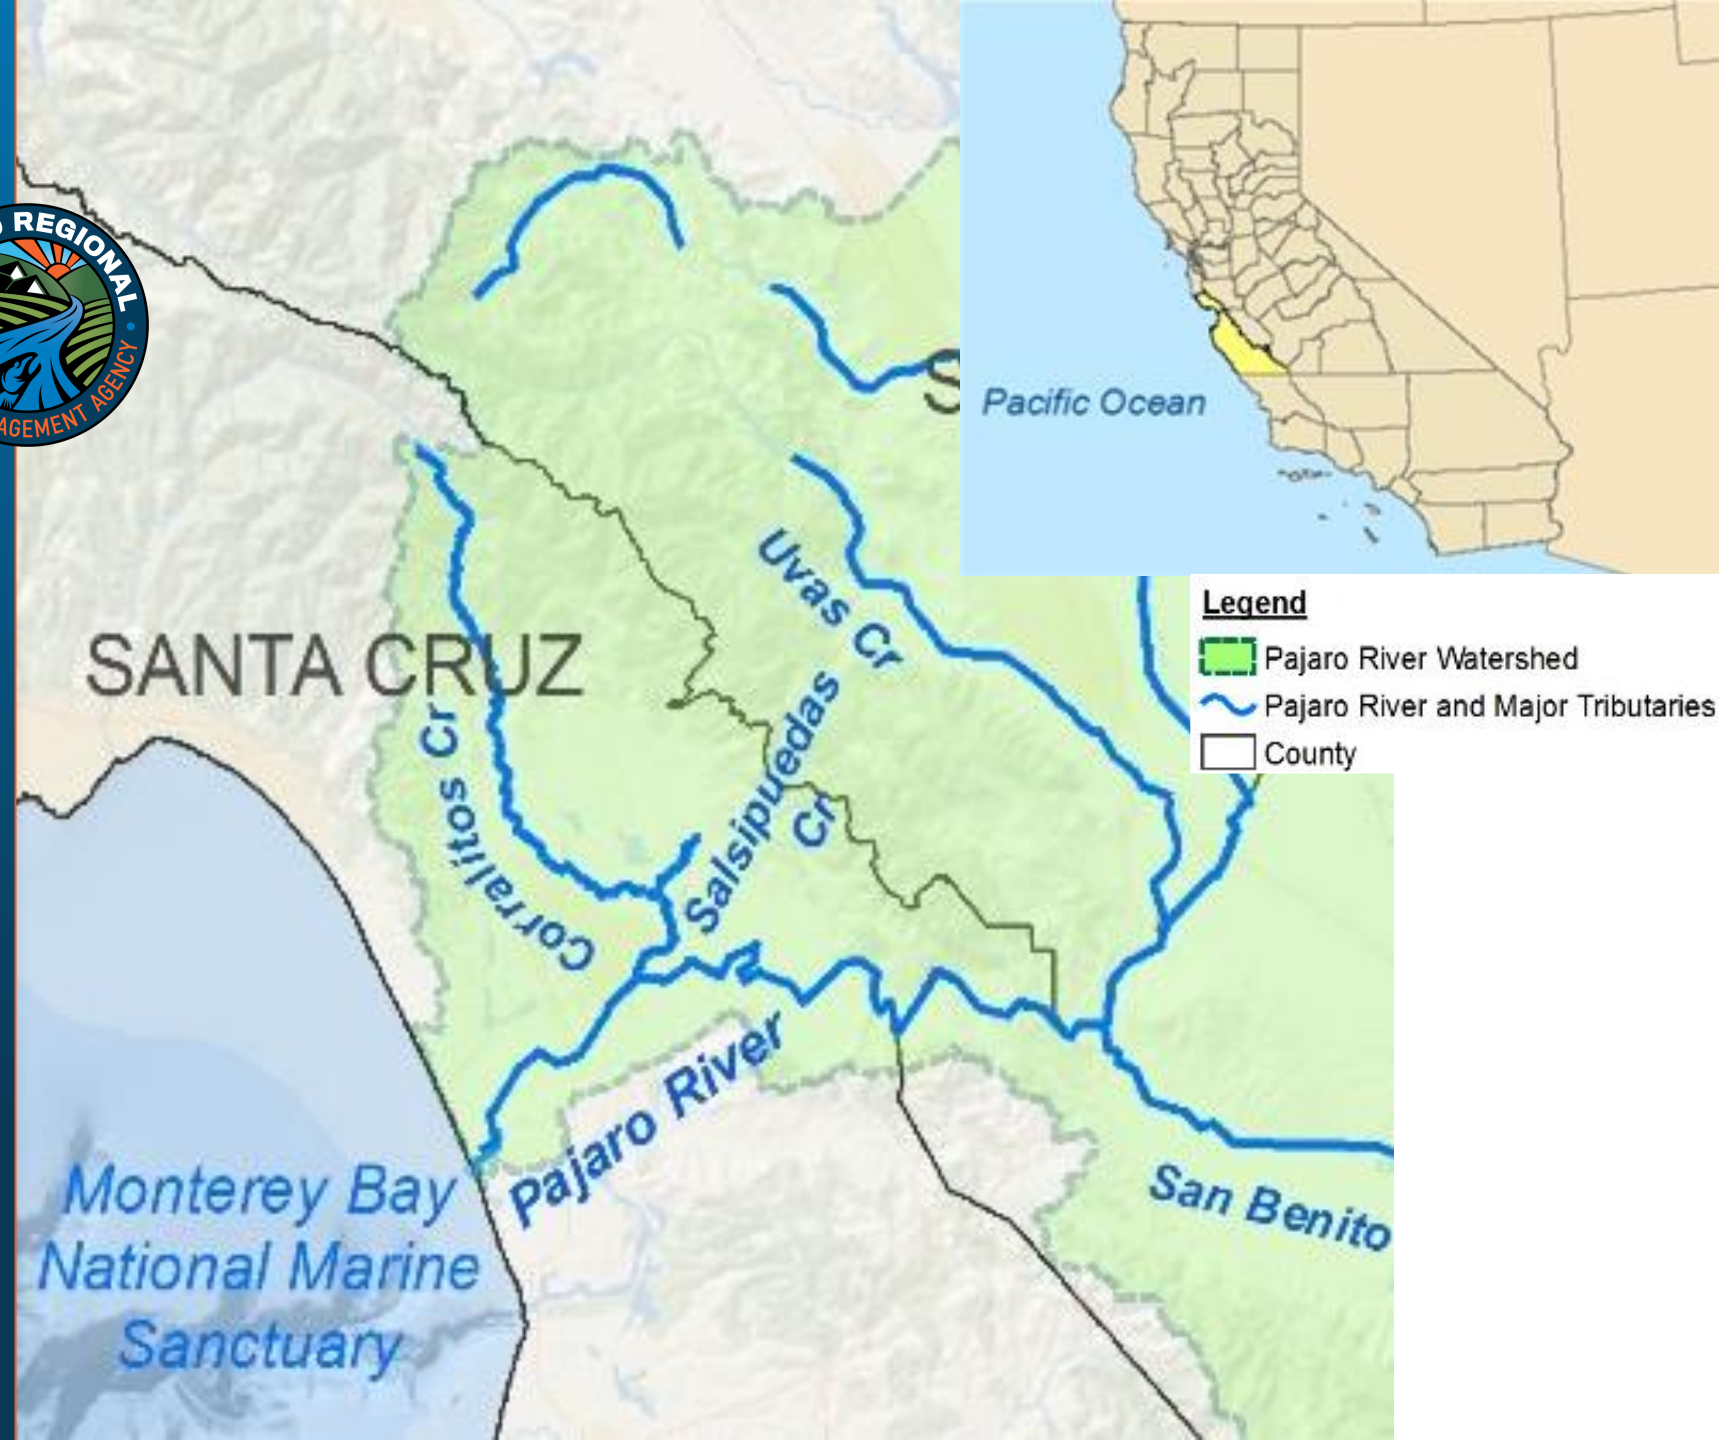 REGIONAL
AGEMENT AGENCY
Pacific Ocean
Legend
Pajaro River Watershed
Pajaro River and Major Tributaries
County
Uvas Cr
SANTA CRUZ
Corralitos Cr
Salsipuedas
Cr
Pajaro River
San Benito
Monterey Bay
National Marine
Sanctuary